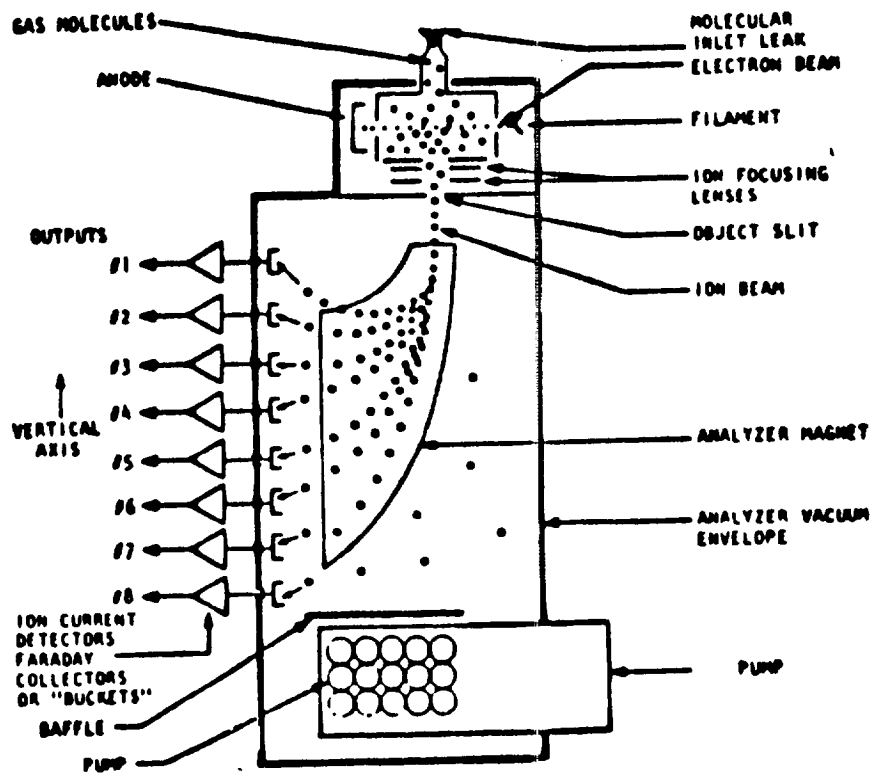 GAS MOLECULES
MOLECULAR
INLET LEAK
ELECTRON BEAM
ANODE
FILAMENT
ION FOCUSING
LENSES
OBJECT SLIT
ION BEAM
OUTPUTS
#1
#2
#3
#4
#5
#6
#7
#8
VERTICAL
AXIS
ANALYZER MAGNET
ANALYZER VACUUM
ENVELOPE
ION CURRENT
DETECTORS
FARADAY
COLLECTORS
OR "BUCKETS"
BAFFLE
PUMP
PUMP